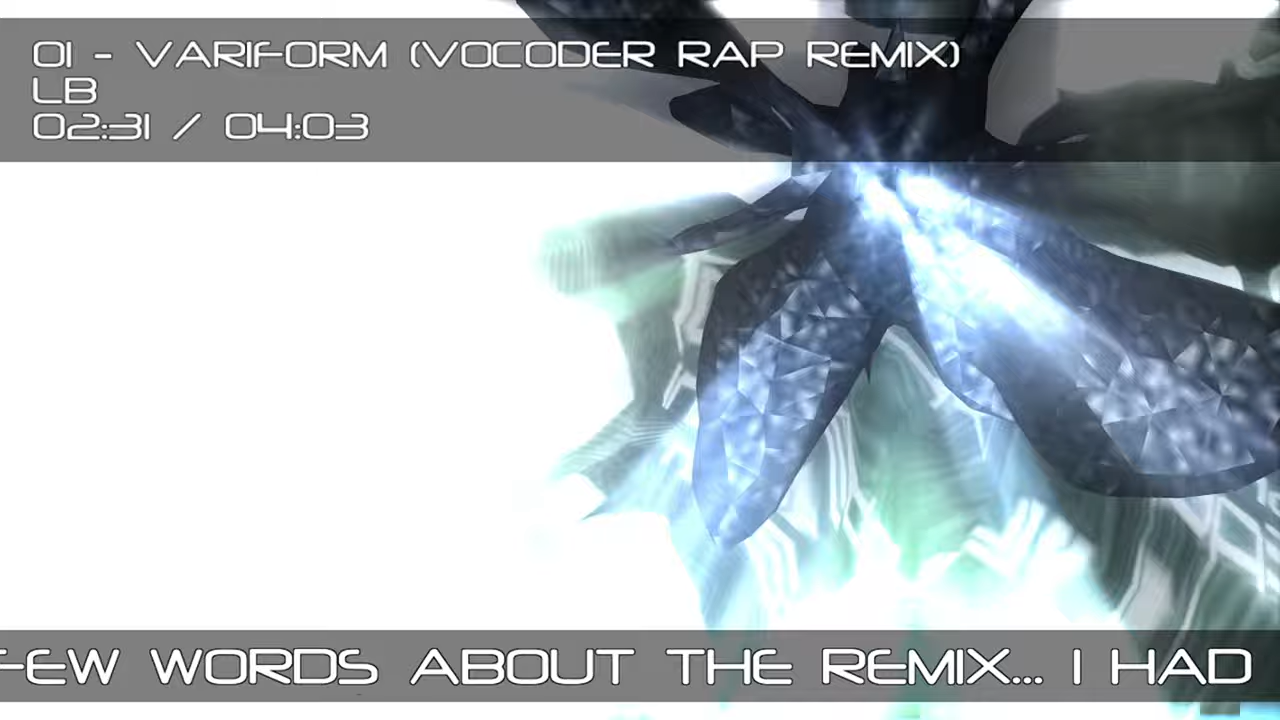 01 - VARIFORM (VOCODER RAP REMIX)
LB
02:31 / 04:03
FEW WORDS ABOUT THE REMIX... I HAD